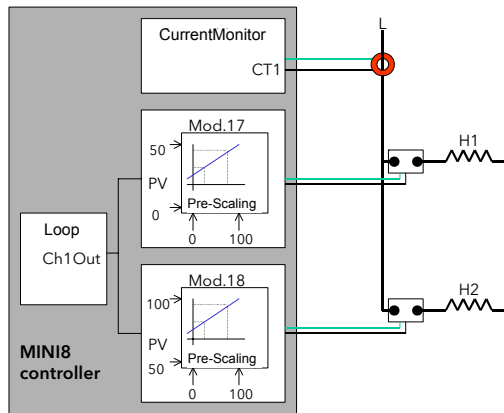 CurrentMonitor
CT1
L
Mod.17
50
PV
0
Pre-Scaling
0 100
H1
Loop
Ch1Out
Mod.18
100
PV
50
Pre-Scaling
0 100
H2
MINI8
controller